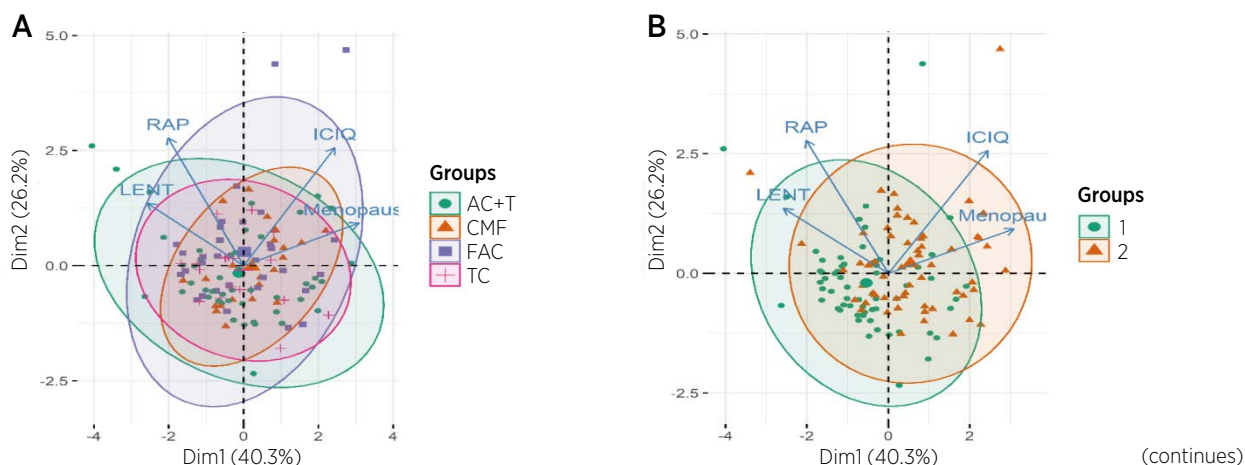 A
5.0
2.5
0.0
-2.5
Dim2 (26.2%)
RAP
ICIQ
LENT
Menopaus
-4
-2
0
2
4
Dim1 (40.3%)
Groups
AC+T
CMF
FAC
TC
B
5.0
2.5
0.0
-2.5
Dim2 (26.2%)
RAP
ICIQ
LENT
Menopau
-4
-2
0
2
Dim1 (40.3%)
Groups
1
2
(continues)